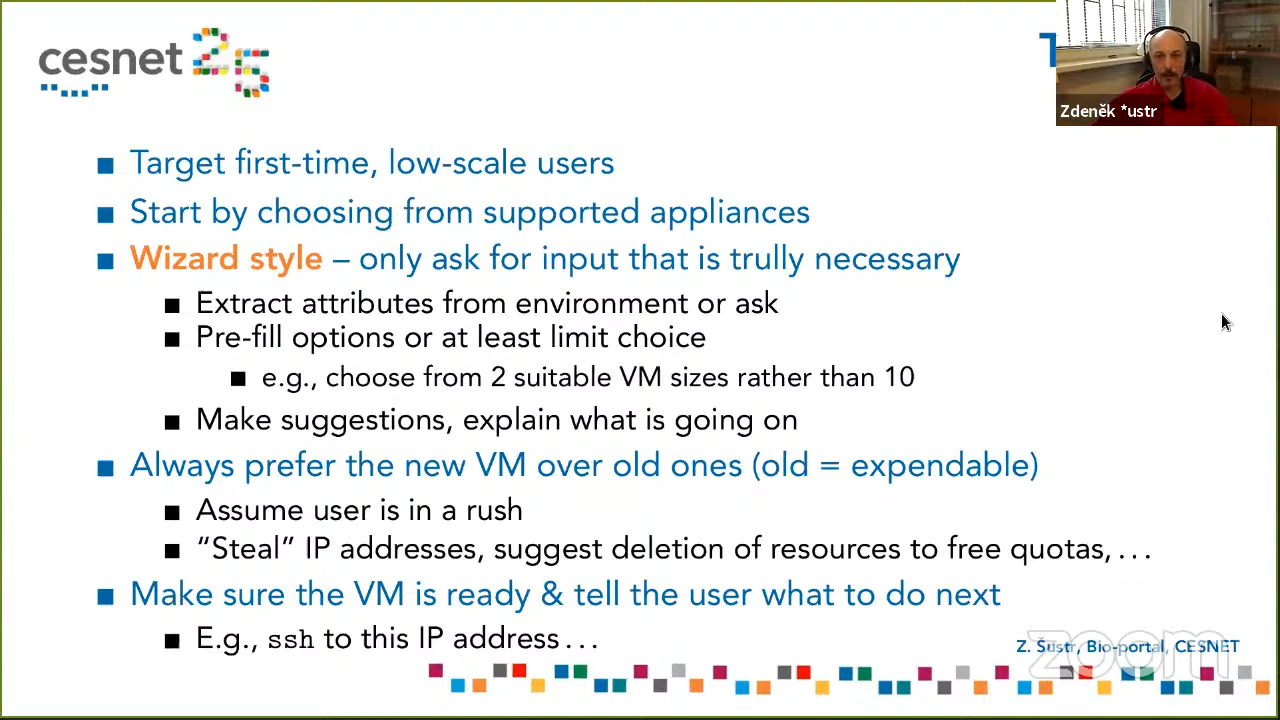 cesnet
T
Zdeněk *ustr
Target first-time, low-scale users
Start by choosing from supported appliances
Wizard style – only ask for input that is trully necessary
Extract attributes from environment or ask
Pre-fill options or at least limit choice
e.g., choose from 2 suitable VM sizes rather than 10
Make suggestions, explain what is going on
Always prefer the new VM over old ones (old = expendable)
Assume user is in a rush
“Steal” IP addresses, suggest deletion of resources to free quotas, ...
Make sure the VM is ready & tell the user what to do next
E.g., ssh to this IP address ...
Z. Šustr, Bio-portal, CESNET
zoom